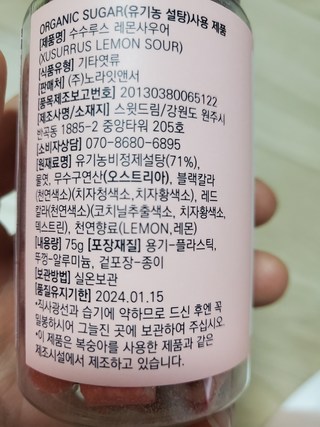 ORGANIC SUGAR(유기농 설탕)사용 제품
[제품명] 수수루스 레몬사우어
(XUSURRUS LEMON SOUR)
[식품유형] 기타엿류
[판매처] (주)노라잇앤서
[품목제조보고번호] 2013038065122
[제조사명/소재지] 스윗드림/강원도 원주시
반곡동 1885-2 중앙타워 205호
[소비자상담] 070-8680-6895
[원재료명] 유기농비정제설탕(71%),
물엿, 무수구연산(오스트리아), 블랙칼라
(천연색소)(치자청색소,치자황색소), 레드
칼라(천연색소)(코치닐추출색소, 치자황색소,
덱스트린), 천연향료(LEMON,레몬)
[내용량] 75g [포장재질] 용기-플라스틱,
뚜껑-알루미늄, 겉포장-종이
[보관방법] 실온보관
[품질유지기한] 2024.01.15
*직사광선과 습기에 약하므로 드신 후엔 꼭
밀봉하시어 그늘진 곳에 보관하여 주십시오.
*이 제품은 복숭아를 사용한 제품과 같은
제조시설에서 제조하고 있습니다.